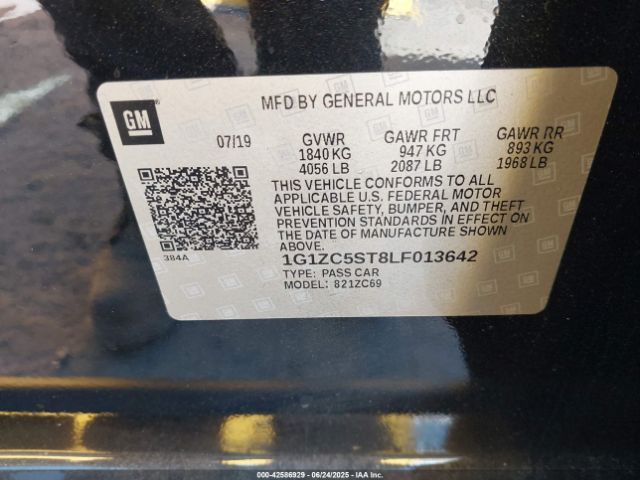 GM
MFD BY GENERAL MOTORS LLC
07/19 GVWR GAWR FRT GAWR RR
1840 KG 947 KG 893 KG
4056 LB 2087 LB 1968 LB
THIS VEHICLE CONFORMS TO ALL
APPLICABLE U.S. FEDERAL MOTOR
VEHICLE SAFETY, BUMPER, AND THEFT
PREVENTION STANDARDS IN EFFECT ON
THE DATE OF MANUFACTURE SHOWN
ABOVE.
384A
1G1ZC5ST8LF013642
TYPE: PASS CAR
MODEL: 821ZC69
000-42586929 - 06/24/2025 - IAA Inc.